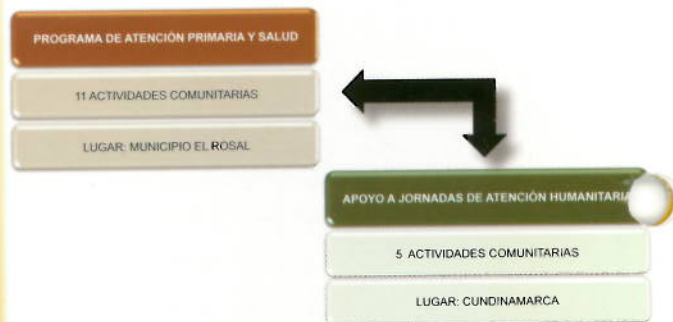 PROGRAMA DE ATENCIÓN PRIMARIA Y SALUD
11 ACTIVIDADES COMUNITARIAS
LUGAR: MUNICIPIO EL ROSAL
APOYO A JORNADAS DE ATENCIÓN HUMANITARIA
5 ACTIVIDADES COMUNITARIAS
LUGAR: CUNDINAMARCA